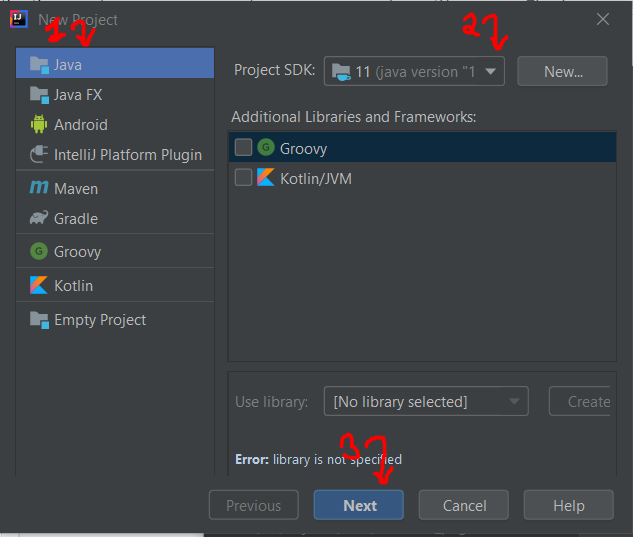 IJ New Project
1
2
Java
Java FX
Android
IntelliJ Platform Plugin
Maven
Gradle
Groovy
Kotlin
Empty Project
Project SDK: 11 (java version "1 New...
Additional Libraries and Frameworks:
G Groovy
Kotlin/JVM
Use library: [No library selected] Create
3
Error: library is not specified
Previous Next Cancel Help